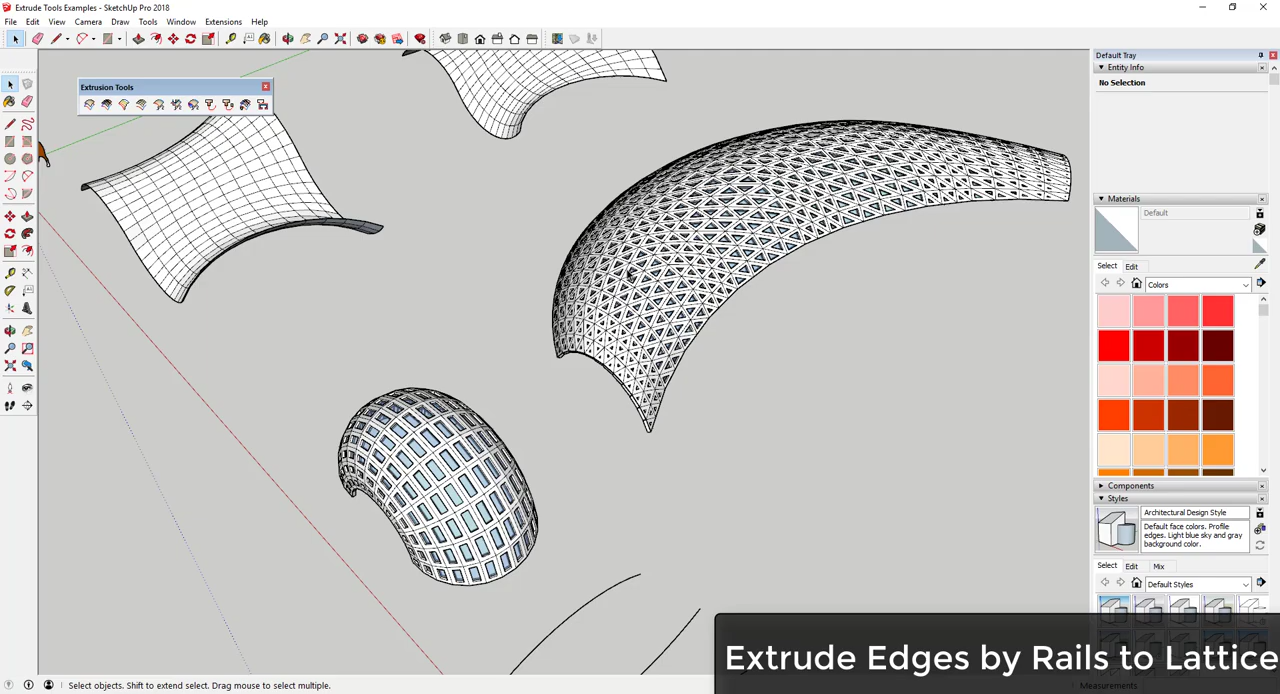 Extrude Tools Examples - SketchUp Pro 2018
File Edit View Camera Draw Tools Window Extensions Help
Default Tray
Entity Info
No Selection
Extrusion Tools
Materials
Default
Select Edit
Colors
Components
Styles
Architectural Design Style
Default face colors. Profile
edges. Light blue sky and gray
background color.
Select Edit Mix
Default Styles
Extrude Edges by Rails to Lattice
Select objects. Shift to extend select. Drag mouse to select multiple.
Measurements